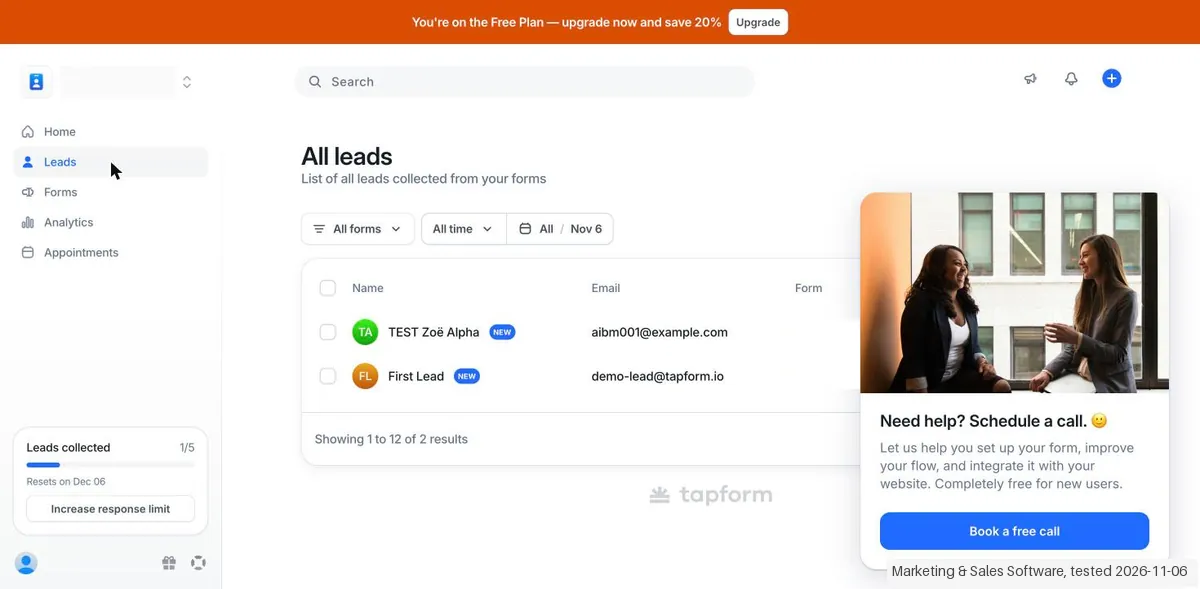 You're on the Free Plan — upgrade now and save 20%
Upgrade
Search
Home
Leads
Forms
Analytics
Appointments
All leads
List of all leads collected from your forms
All forms
All time
All / Nov 6
Name Email Form
TA TEST Zoë Alpha NEW aibm001@example.com
FL First Lead NEW demo-lead@tapform.io
Showing 1 to 12 of 2 results
tapform
Leads collected 1/5
Resets on Dec 06
Increase response limit
Need help? Schedule a call. 🙂
Let us help you set up your form, improve
your flow, and integrate it with your
website. Completely free for new users.
Book a free call
Marketing & Sales Software, tested 2026-11-06